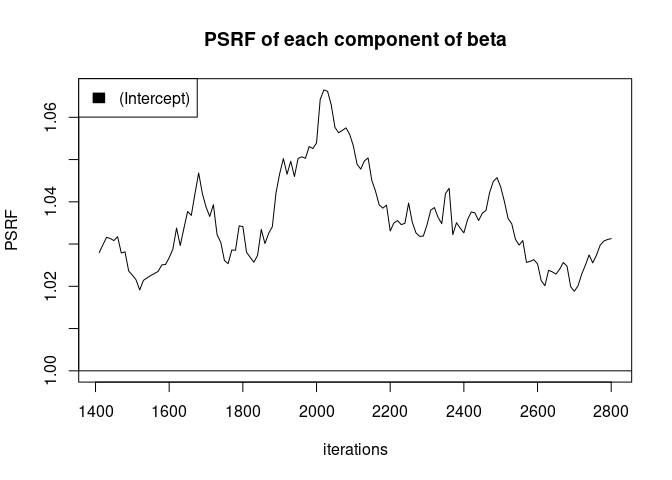 PSRF of each component of beta
(Intercept)
PSRF
1.06
1.04
1.02
1.00
1400 1600 1800 2000 2200 2400 2600 2800
iterations